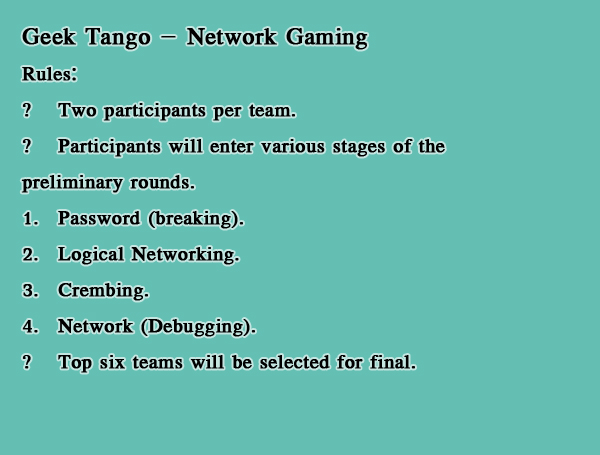 Geek Tango – Network Gaming
Rules:
? Two participants per team.
? Participants will enter various stages of the
preliminary rounds.
1. Password (breaking).
2. Logical Networking.
3. Crembing.
4. Network (Debugging).
? Top six teams will be selected for final.